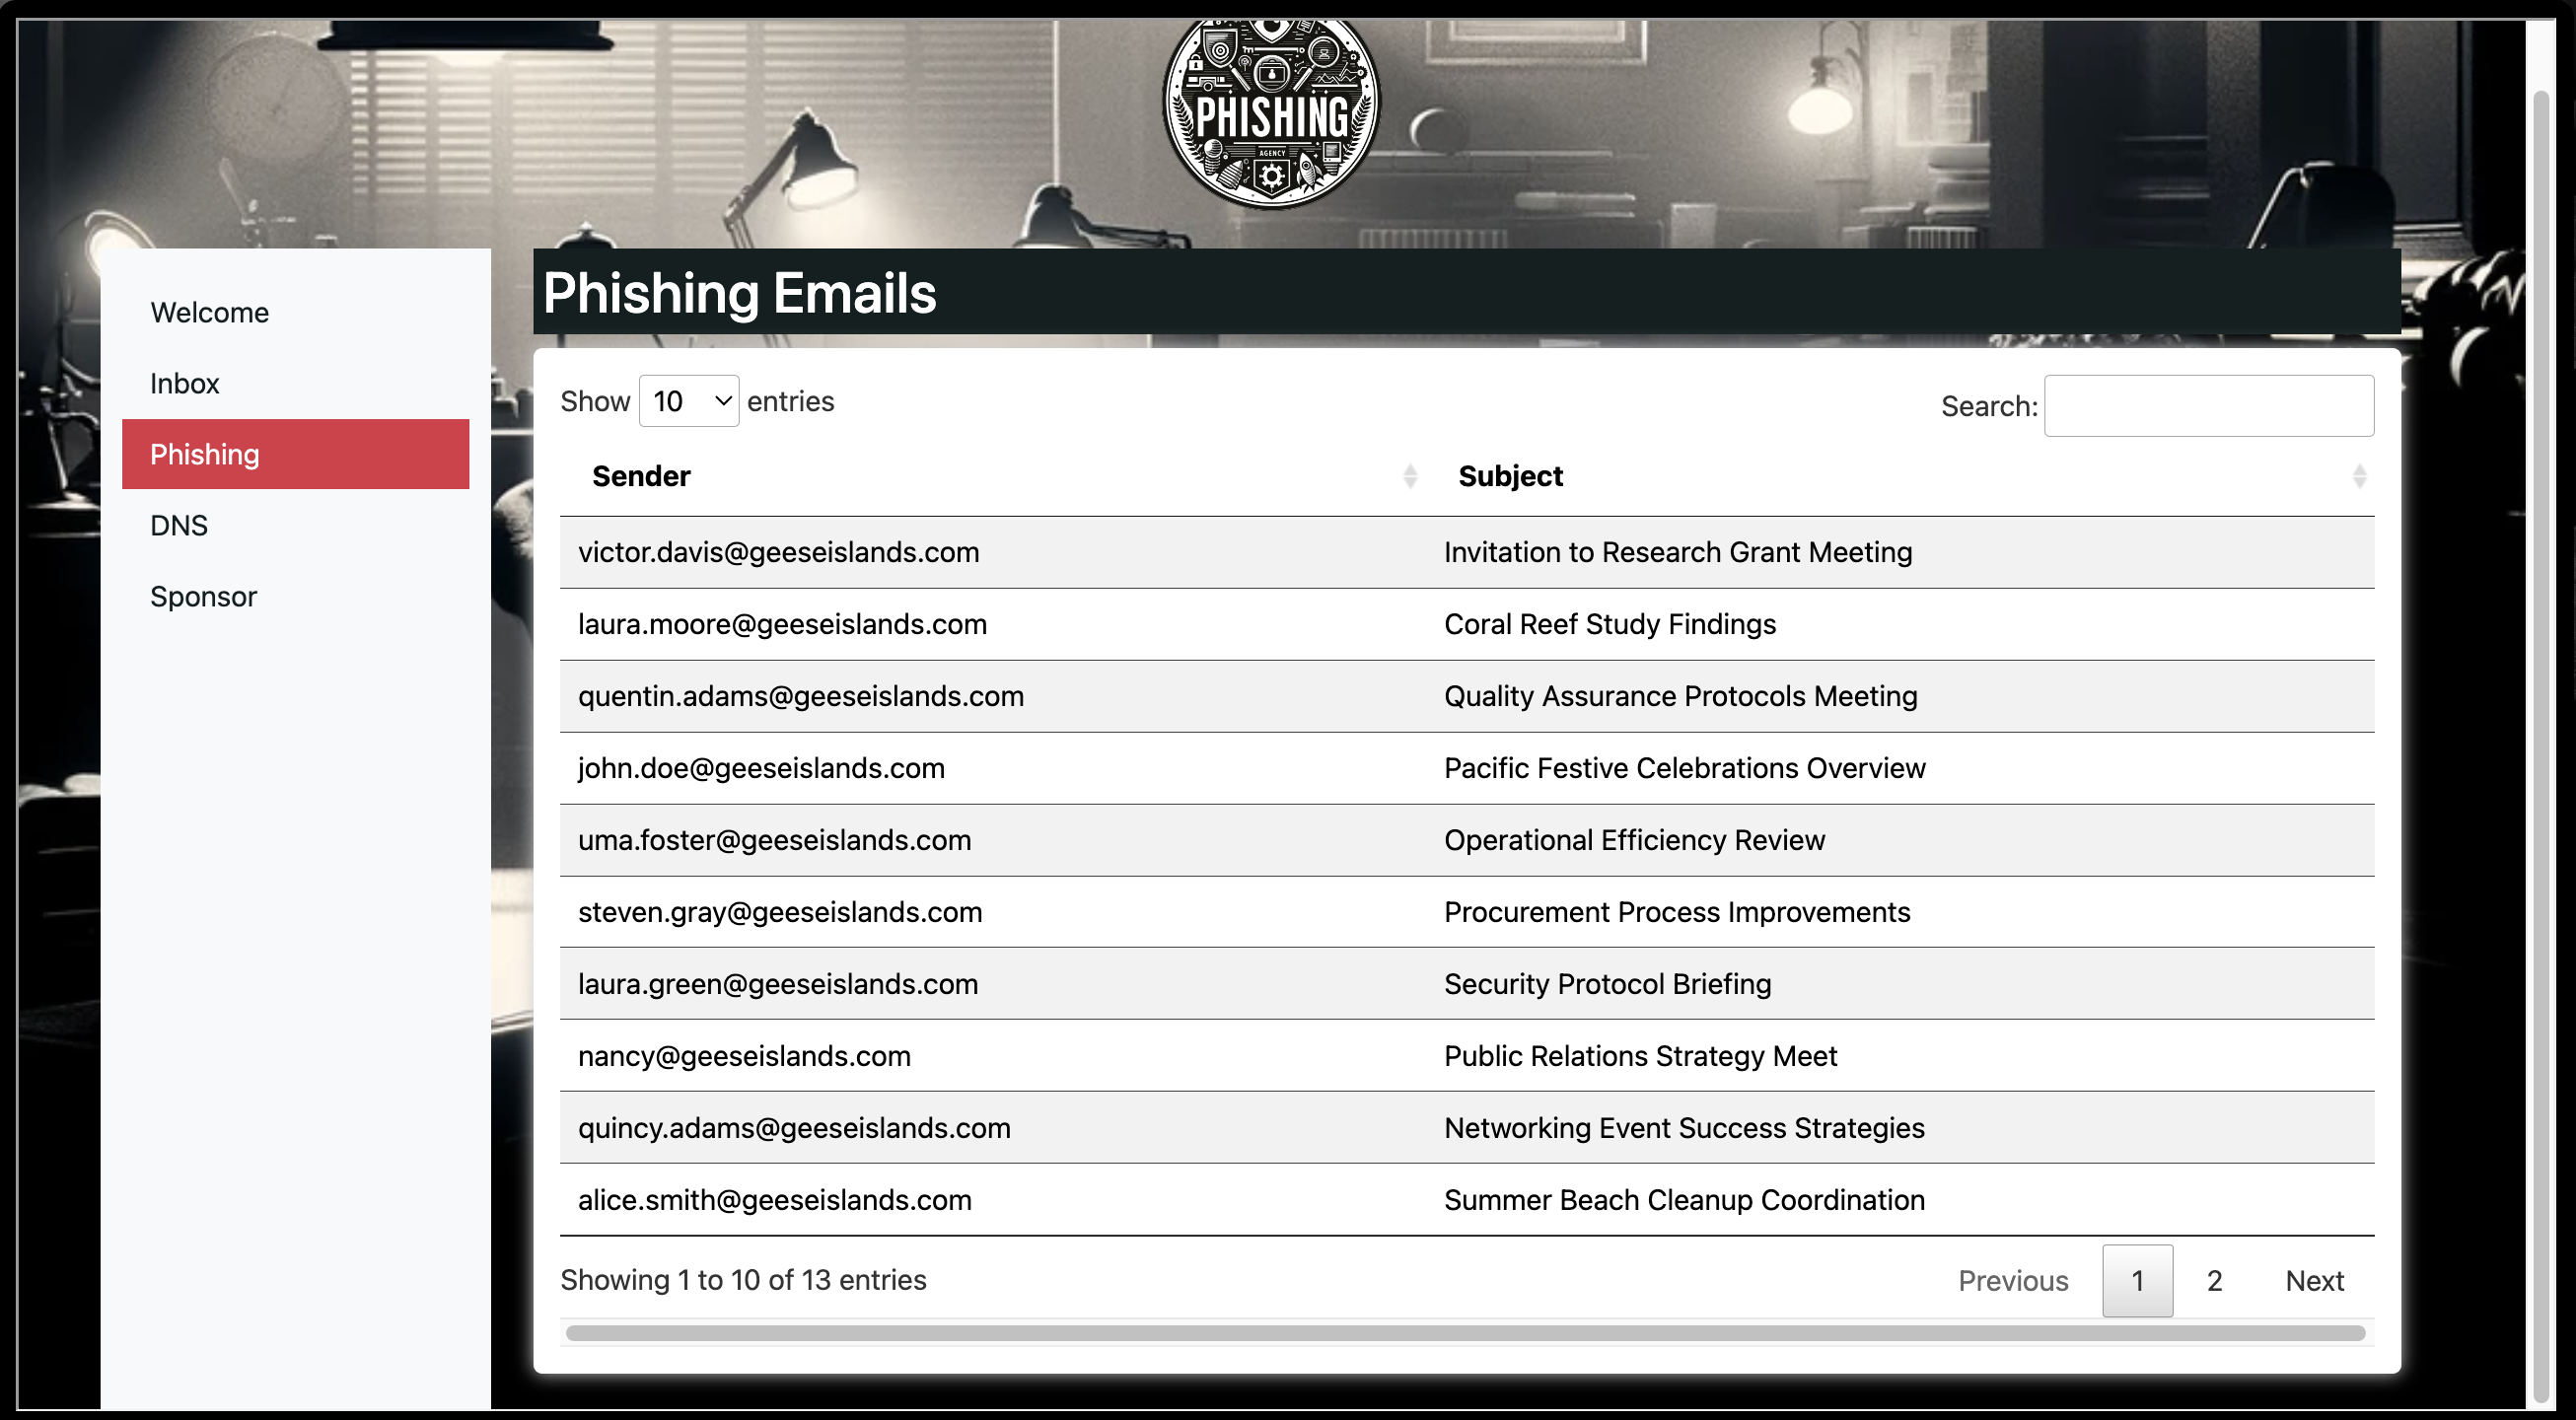 PHISHING
AGENCY
Welcome
Inbox
Phishing
DNS
Sponsor
Phishing Emails
Show 10 entries
Search:
Sender Subject
victor.davis@geeseislands.com Invitation to Research Grant Meeting
laura.moore@geeseislands.com Coral Reef Study Findings
quentin.adams@geeseislands.com Quality Assurance Protocols Meeting
john.doe@geeseislands.com Pacific Festive Celebrations Overview
uma.foster@geeseislands.com Operational Efficiency Review
steven.gray@geeseislands.com Procurement Process Improvements
laura.green@geeseislands.com Security Protocol Briefing
nancy@geeseislands.com Public Relations Strategy Meet
quincy.adams@geeseislands.com Networking Event Success Strategies
alice.smith@geeseislands.com Summer Beach Cleanup Coordination
Showing 1 to 10 of 13 entries
Previous 1 2 Next